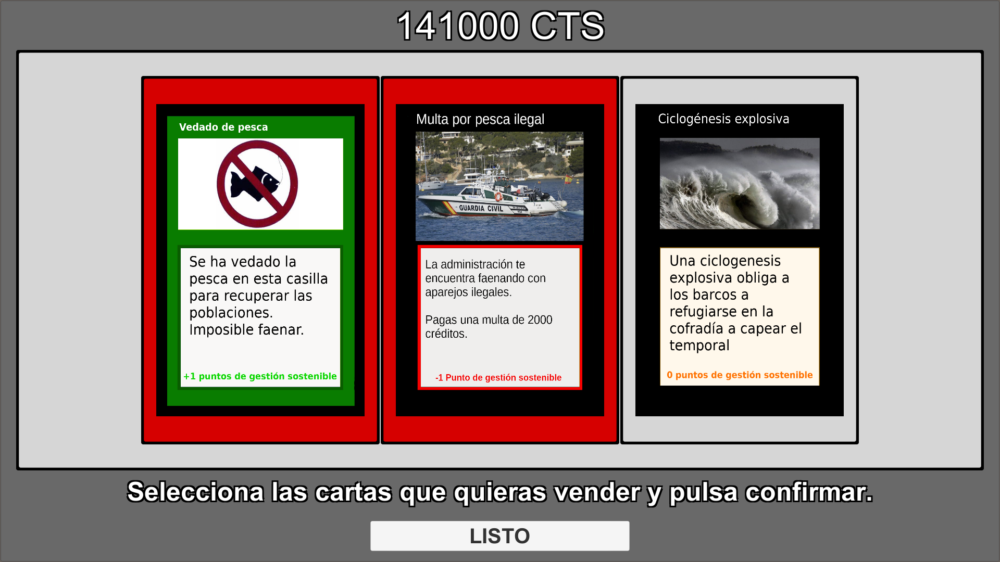 141000 CTS
Vedado de pesca
Se ha vedado la
pesca en esta casilla
para recuperar las
poblaciones.
Imposible faenar.
+1 puntos de gestión sostenible
Multa por pesca ilegal
GUARDIA CIVIL
La administración te
encuentra faenando con
aparejos ilegales.
Pagas una multa de 2000
créditos.
-1 Punto de gestión sostenible
Ciclogénesis explosiva
Una ciclogenesis
explosiva obliga a
los barcos a
refugiarse en la
cofradía a capear el
temporal
0 puntos de gestión sostenible
Selecciona las cartas que quieras vender y pulsa confirmar.
LISTO